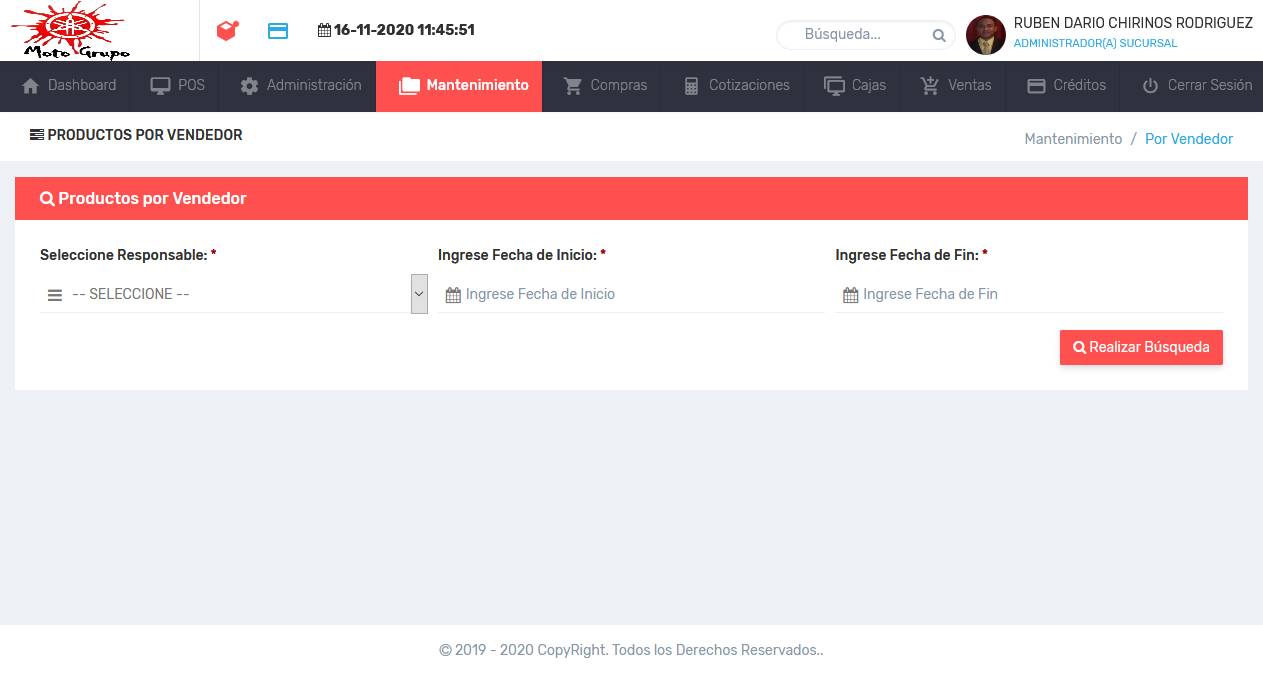 Moto Grupo
16-11-2020 11:45:51
Búsqueda...
RUBEN DARIO CHIRINOS RODRIGUEZ
ADMINISTRADOR(A) SUCURSAL
Dashboard
POS
Administración
Mantenimiento
Compras
Cotizaciones
Cajas
Ventas
Créditos
Cerrar Sesión
PRODUCTOS POR VENDEDOR
Mantenimiento / Por Vendedor
Productos por Vendedor
Seleccione Responsable: *
Ingrese Fecha de Inicio: *
Ingrese Fecha de Fin: *
-- SELECCIONE --
Ingrese Fecha de Inicio
Ingrese Fecha de Fin
Realizar Búsqueda
© 2019 - 2020 CopyRight. Todos los Derechos Reservados..